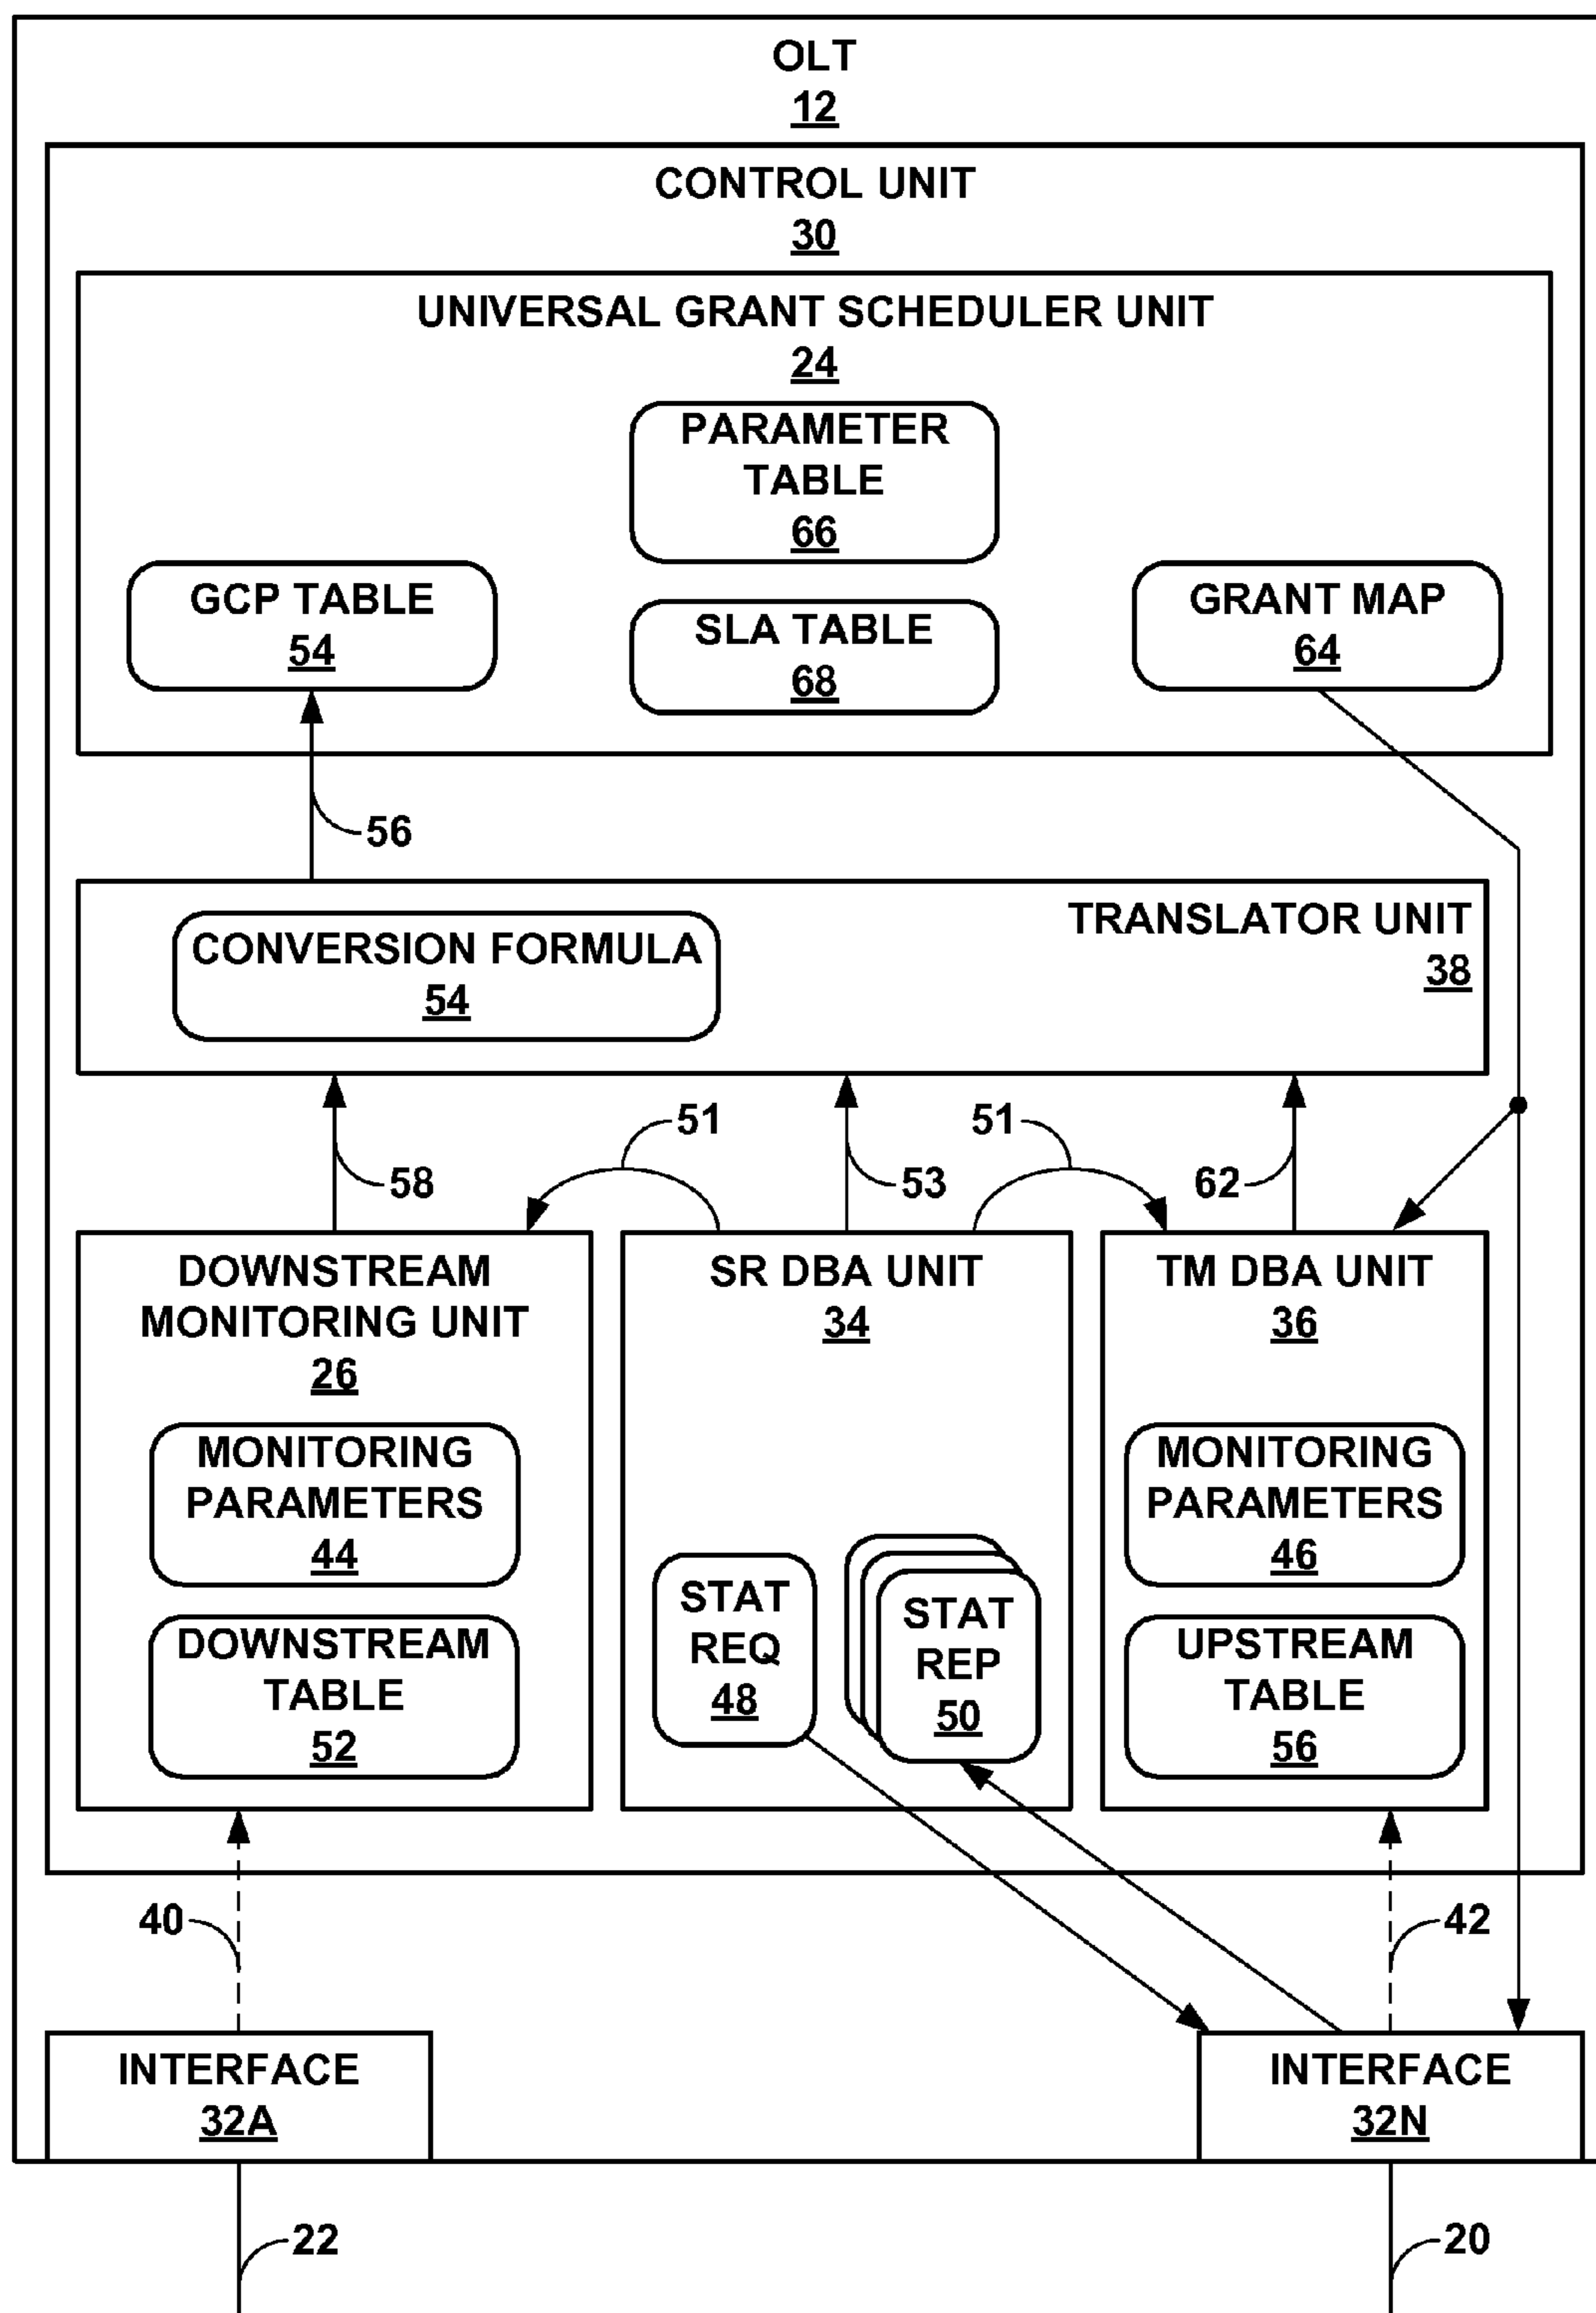 OLT
12
CONTROL UNIT
30
UNIVERSAL GRANT SCHEDULER UNIT
24
PARAMETER
TABLE
66
GCP TABLE
54
SLA TABLE
68
GRANT MAP
64
56
CONVERSION FORMULA
54
TRANSLATOR UNIT
38
51
51
58
53
62
DOWNSTREAM
MONITORING UNIT
26
MONITORING
PARAMETERS
44
DOWNSTREAM
TABLE
52
SR DBA UNIT
34
STAT
REQ
48
STAT
REP
50
TM DBA UNIT
36
MONITORING
PARAMETERS
46
UPSTREAM
TABLE
56
40
42
INTERFACE
32A
INTERFACE
32N
22
20